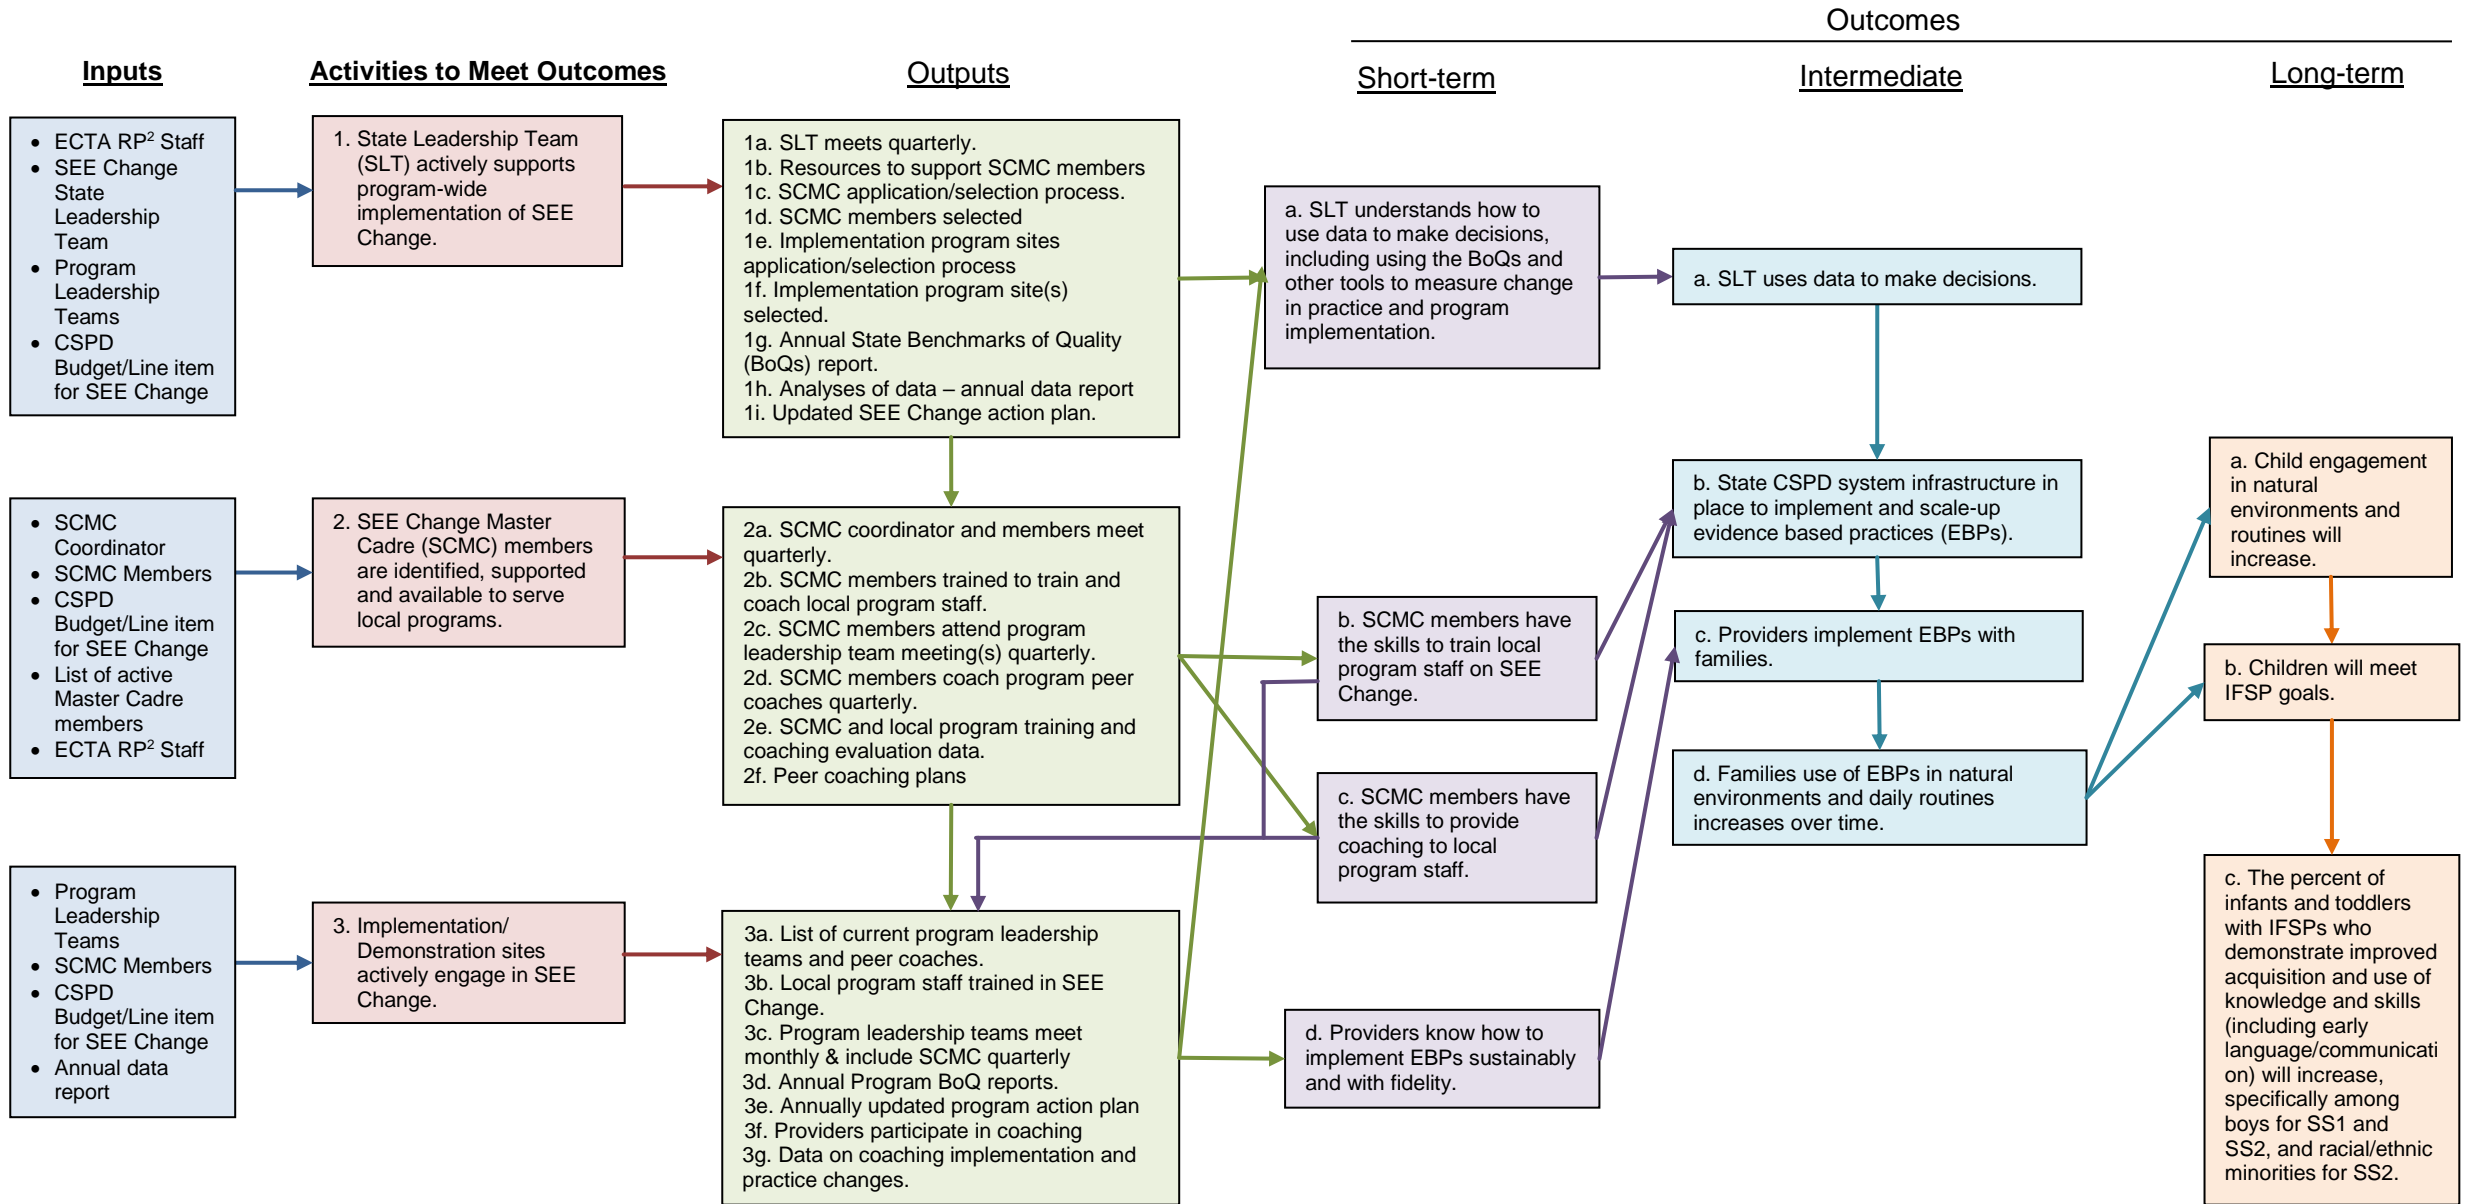 Outcomes
Inputs
Activities to Meet Outcomes
Outputs
Short-term
Intermediate
Long-term
• ECTA RP² Staff
• SEE Change
State
Leadership
Team
• Program
Leadership
Teams
• CSPD
Budget/Line item
for SEE Change
1. State Leadership Team
(SLT) actively supports
program-wide
implementation of SEE
Change.
1a. SLT meets quarterly.
1b. Resources to support SCMC members
1c. SCMC application/selection process.
1d. SCMC members selected
1e. Implementation program sites
application/selection process
1f. Implementation program site(s)
selected.
1g. Annual State Benchmarks of Quality
(BoQs) report.
1h. Analyses of data – annual data report
1i. Updated SEE Change action plan.
a. SLT understands how to
use data to make decisions,
including using the BoQs and
other tools to measure change
in practice and program
implementation.
a. SLT uses data to make decisions.
• SCMC
Coordinator
• SCMC Members
• CSPD
Budget/Line item
for SEE Change
• List of active
Master Cadre
members
• ECTA RP² Staff
2. SEE Change Master
Cadre (SCMC) members
are identified, supported
and available to serve
local programs.
2a. SCMC coordinator and members meet
quarterly.
2b. SCMC members trained to train and
coach local program staff.
2c. SCMC members attend program
leadership team meeting(s) quarterly.
2d. SCMC members coach program peer
coaches quarterly.
2e. SCMC and local program training and
coaching evaluation data.
2f. Peer coaching plans
b. SCMC members have
the skills to train local
program staff on SEE
Change.
c. SCMC members have
the skills to provide
coaching to local
program staff.
b. State CSPD system infrastructure in
place to implement and scale-up
evidence based practices (EBPs).
c. Providers implement EBPs with
families.
d. Families use of EBPs in natural
environments and daily routines
increases over time.
a. Child engagement
in natural
environments and
routines will
increase.
b. Children will meet
IFSP goals.
• Program
Leadership
Teams
• SCMC Members
• CSPD
Budget/Line item
for SEE Change
• Annual data
report
3. Implementation/
Demonstration sites
actively engage in SEE
Change.
3a. List of current program leadership
teams and peer coaches.
3b. Local program staff trained in SEE
Change.
3c. Program leadership teams meet
monthly & include SCMC quarterly
3d. Annual Program BoQ reports.
3e. Annually updated program action plan
3f. Providers participate in coaching
3g. Data on coaching implementation and
practice changes.
d. Providers know how to
implement EBPs sustainably
and with fidelity.
c. The percent of
infants and toddlers
with IFSPs who
demonstrate improved
acquisition and use of
knowledge and skills
(including early
language/communicati
on) will increase,
specifically among
boys for SS1 and
SS2, and racial/ethnic
minorities for SS2.